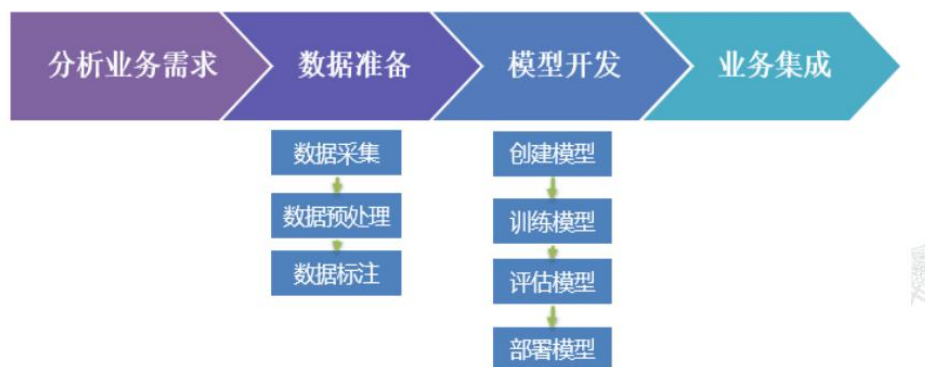 分析业务需求
数据准备
模型开发
业务集成
数据采集
数据预处理
数据标注
创建模型
训练模型
评估模型
部署模型